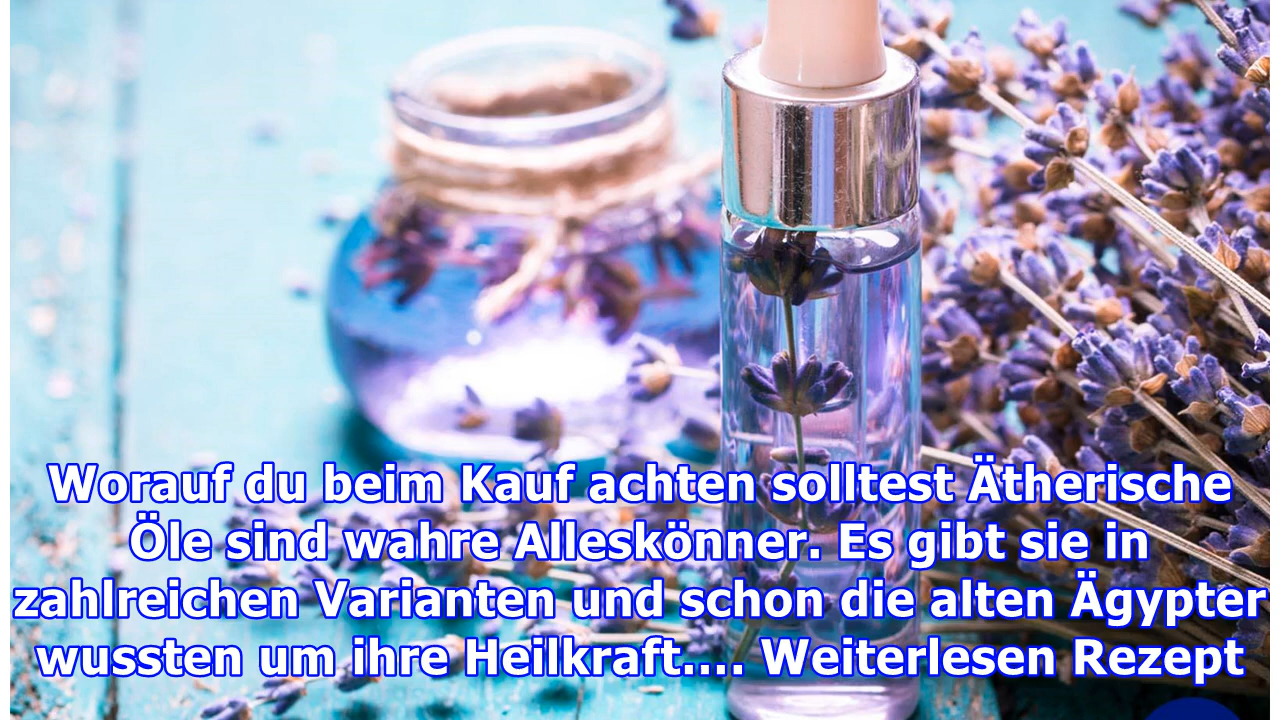 Worauf du beim Kauf achten solltest Ätherische
Öle sind wahre Alleskönner. Es gibt sie in
zahlreichen Varianten und schon die alten Ägypter
wussten um ihre Heilkraft.... Weiterlesen Rezept